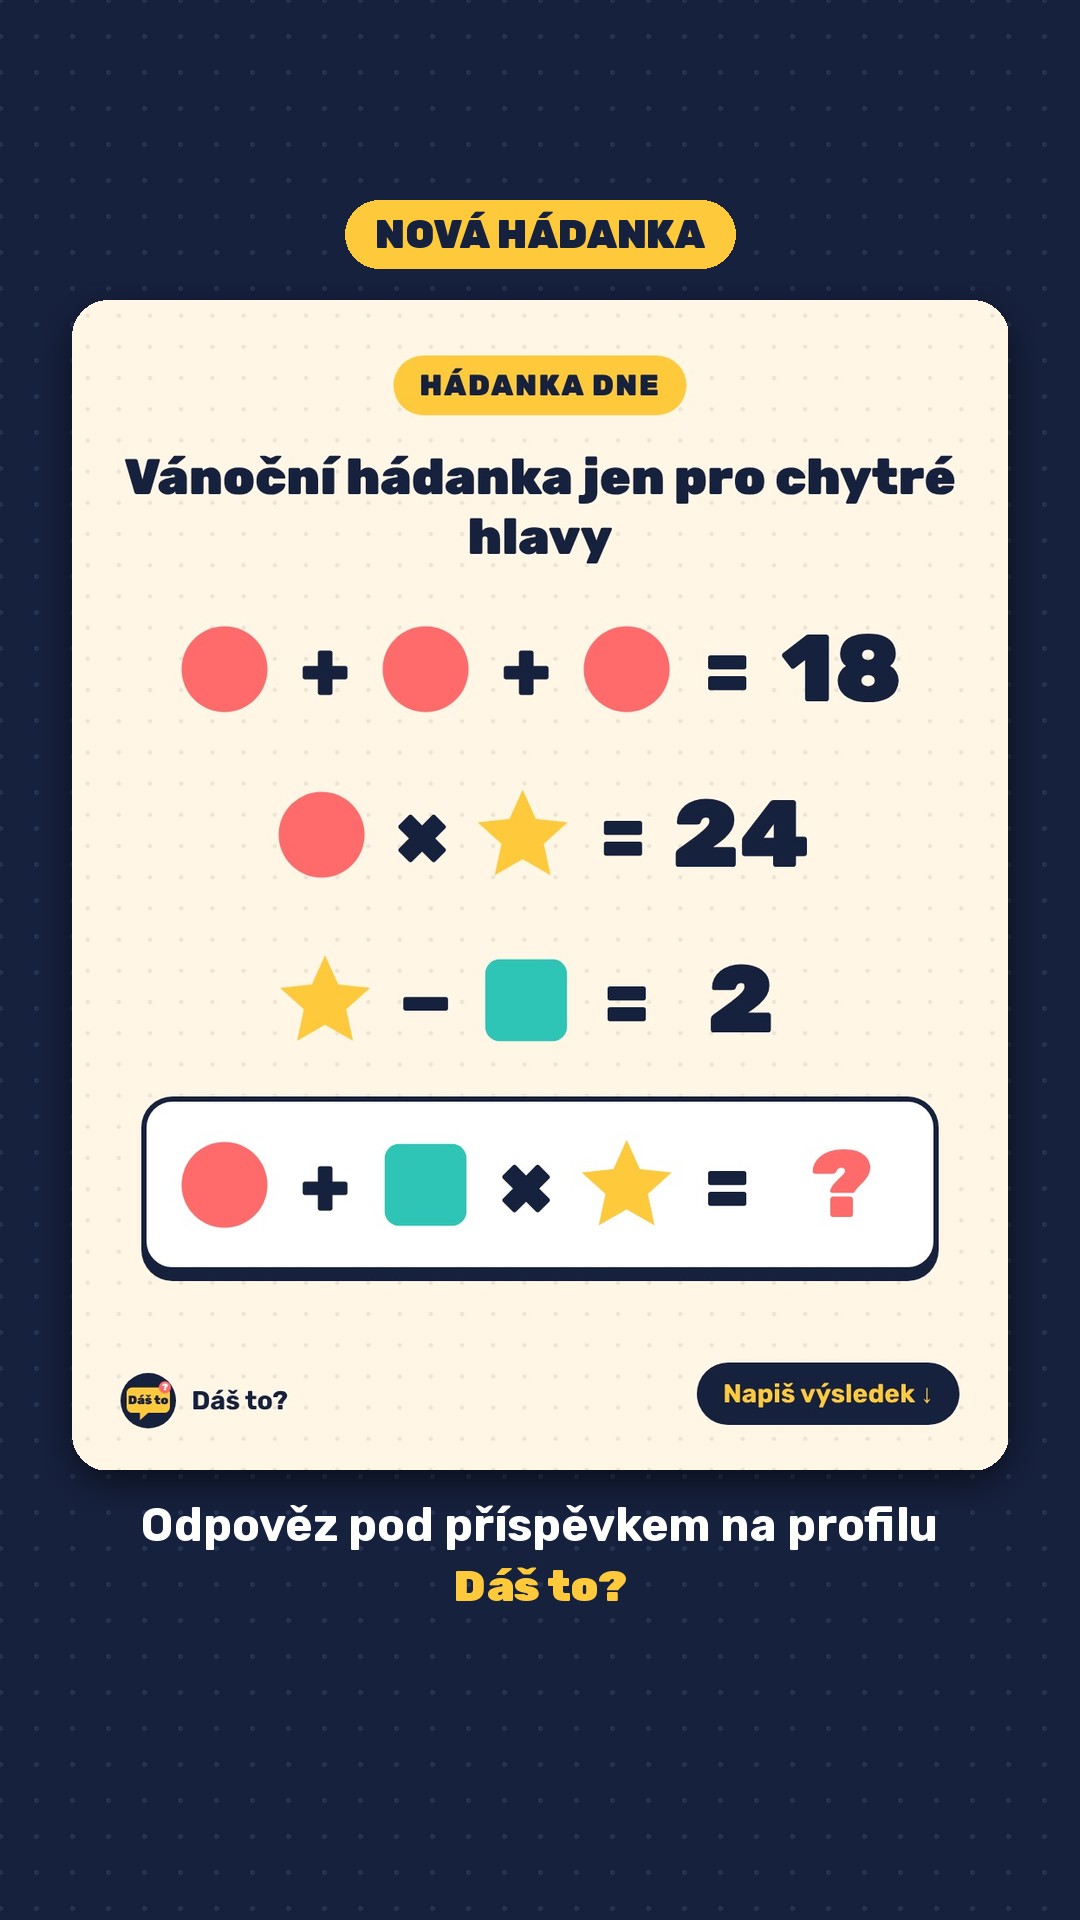 NOVÁ HÁDANKA
HÁDANKA DNE
Vánoční hádanka jen pro chytré
hlavy
+ + = 18
× = 24
− = 2
+ × = ?
Dáš to
?
Dáš to?
Napiš výsledek ↓
Odpověz pod příspěvkem na profilu
Dáš to?